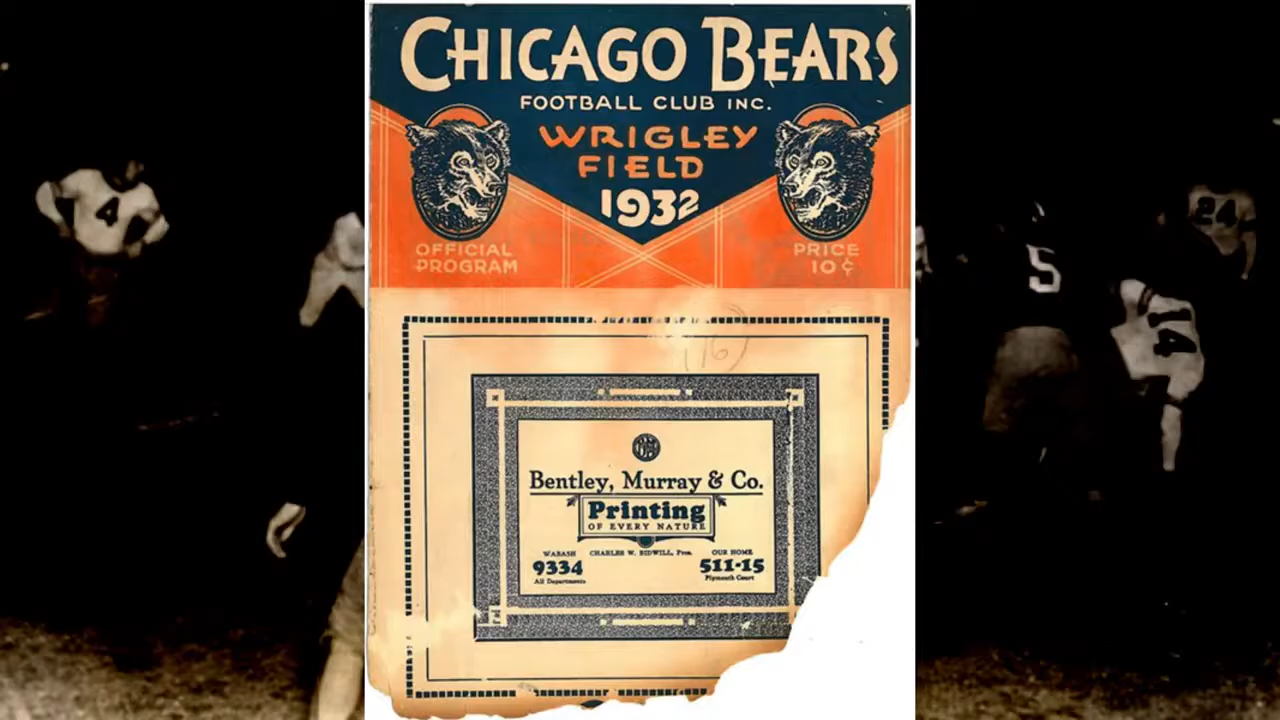 CHICAGO BEARS
FOOTBALL CLUB INC.
WRIGLEY
FIELD
1932
OFFICIAL
PROGRAM
PRICE
10¢
(16)
Bentley, Murray & Co.
Printing
OF EVERY NATURE
CHARLES W. BIDWILL, Pres.
WABASH
9334
All Departments
OUR HOME
511-15
Plymouth Court
4
5
24
14